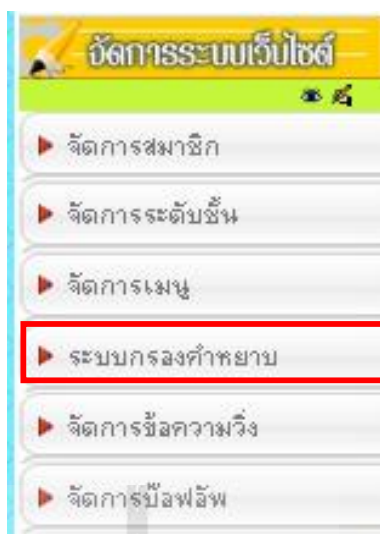 จัดการระบบเว็บไซต์
จัดการสมาชิก
จัดการระดับชั้น
จัดการเมนู
ระบบกรองคำหยาบ
จัดการข้อความวิ่ง
จัดการป๊อฟอัพ